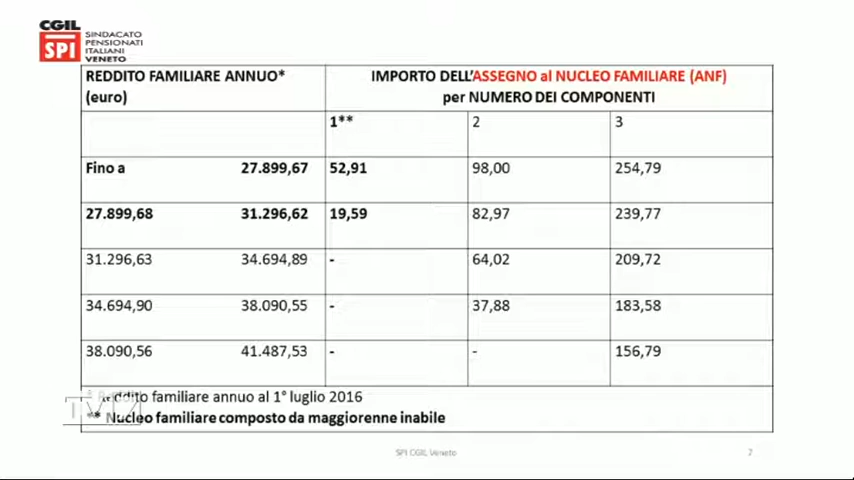 CGIL
SPI
SINDACATO
PENSIONATI
ITALIANI
VENETO
REDDITO FAMILIARE ANNUO* IMPORTO DELL'ASSEGNO al NUCLEO FAMILIARE (ANF)
(euro) per NUMERO DEI COMPONENTI
1** 2 3
Fino a 27.899,67 52,91 98,00 254,79
27.899,68 31.296,62 19,59 82,97 239,77
31.296,63 34.694,89 - 64,02 209,72
34.694,90 38.090,55 - 37,88 183,58
38.090,56 41.487,53 - - 156,79
familiare annuo al 1° luglio 2016
** Nucleo familiare composto da maggiorenne inabile
SPI CGIL Veneto 7